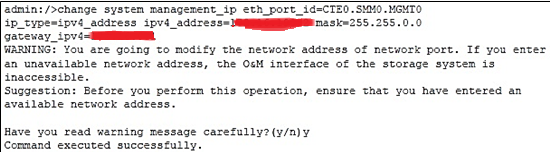 admin:/>change system management_ip eth_port_id=CTE0.SMM0.MGMT0
ip_type=ipv4_address ipv4_address= mask=255.255.0.0
gateway_ipv4=
WARNING: You are going to modify the network address of network port. If you enter
an unavailable network address, the O&M interface of the storage system is
inaccessible.
Suggestion: Before you perform this operation, ensure that you have entered an
available network address.
Have you read warning message carefully?(y/n)y
Command executed successfully.